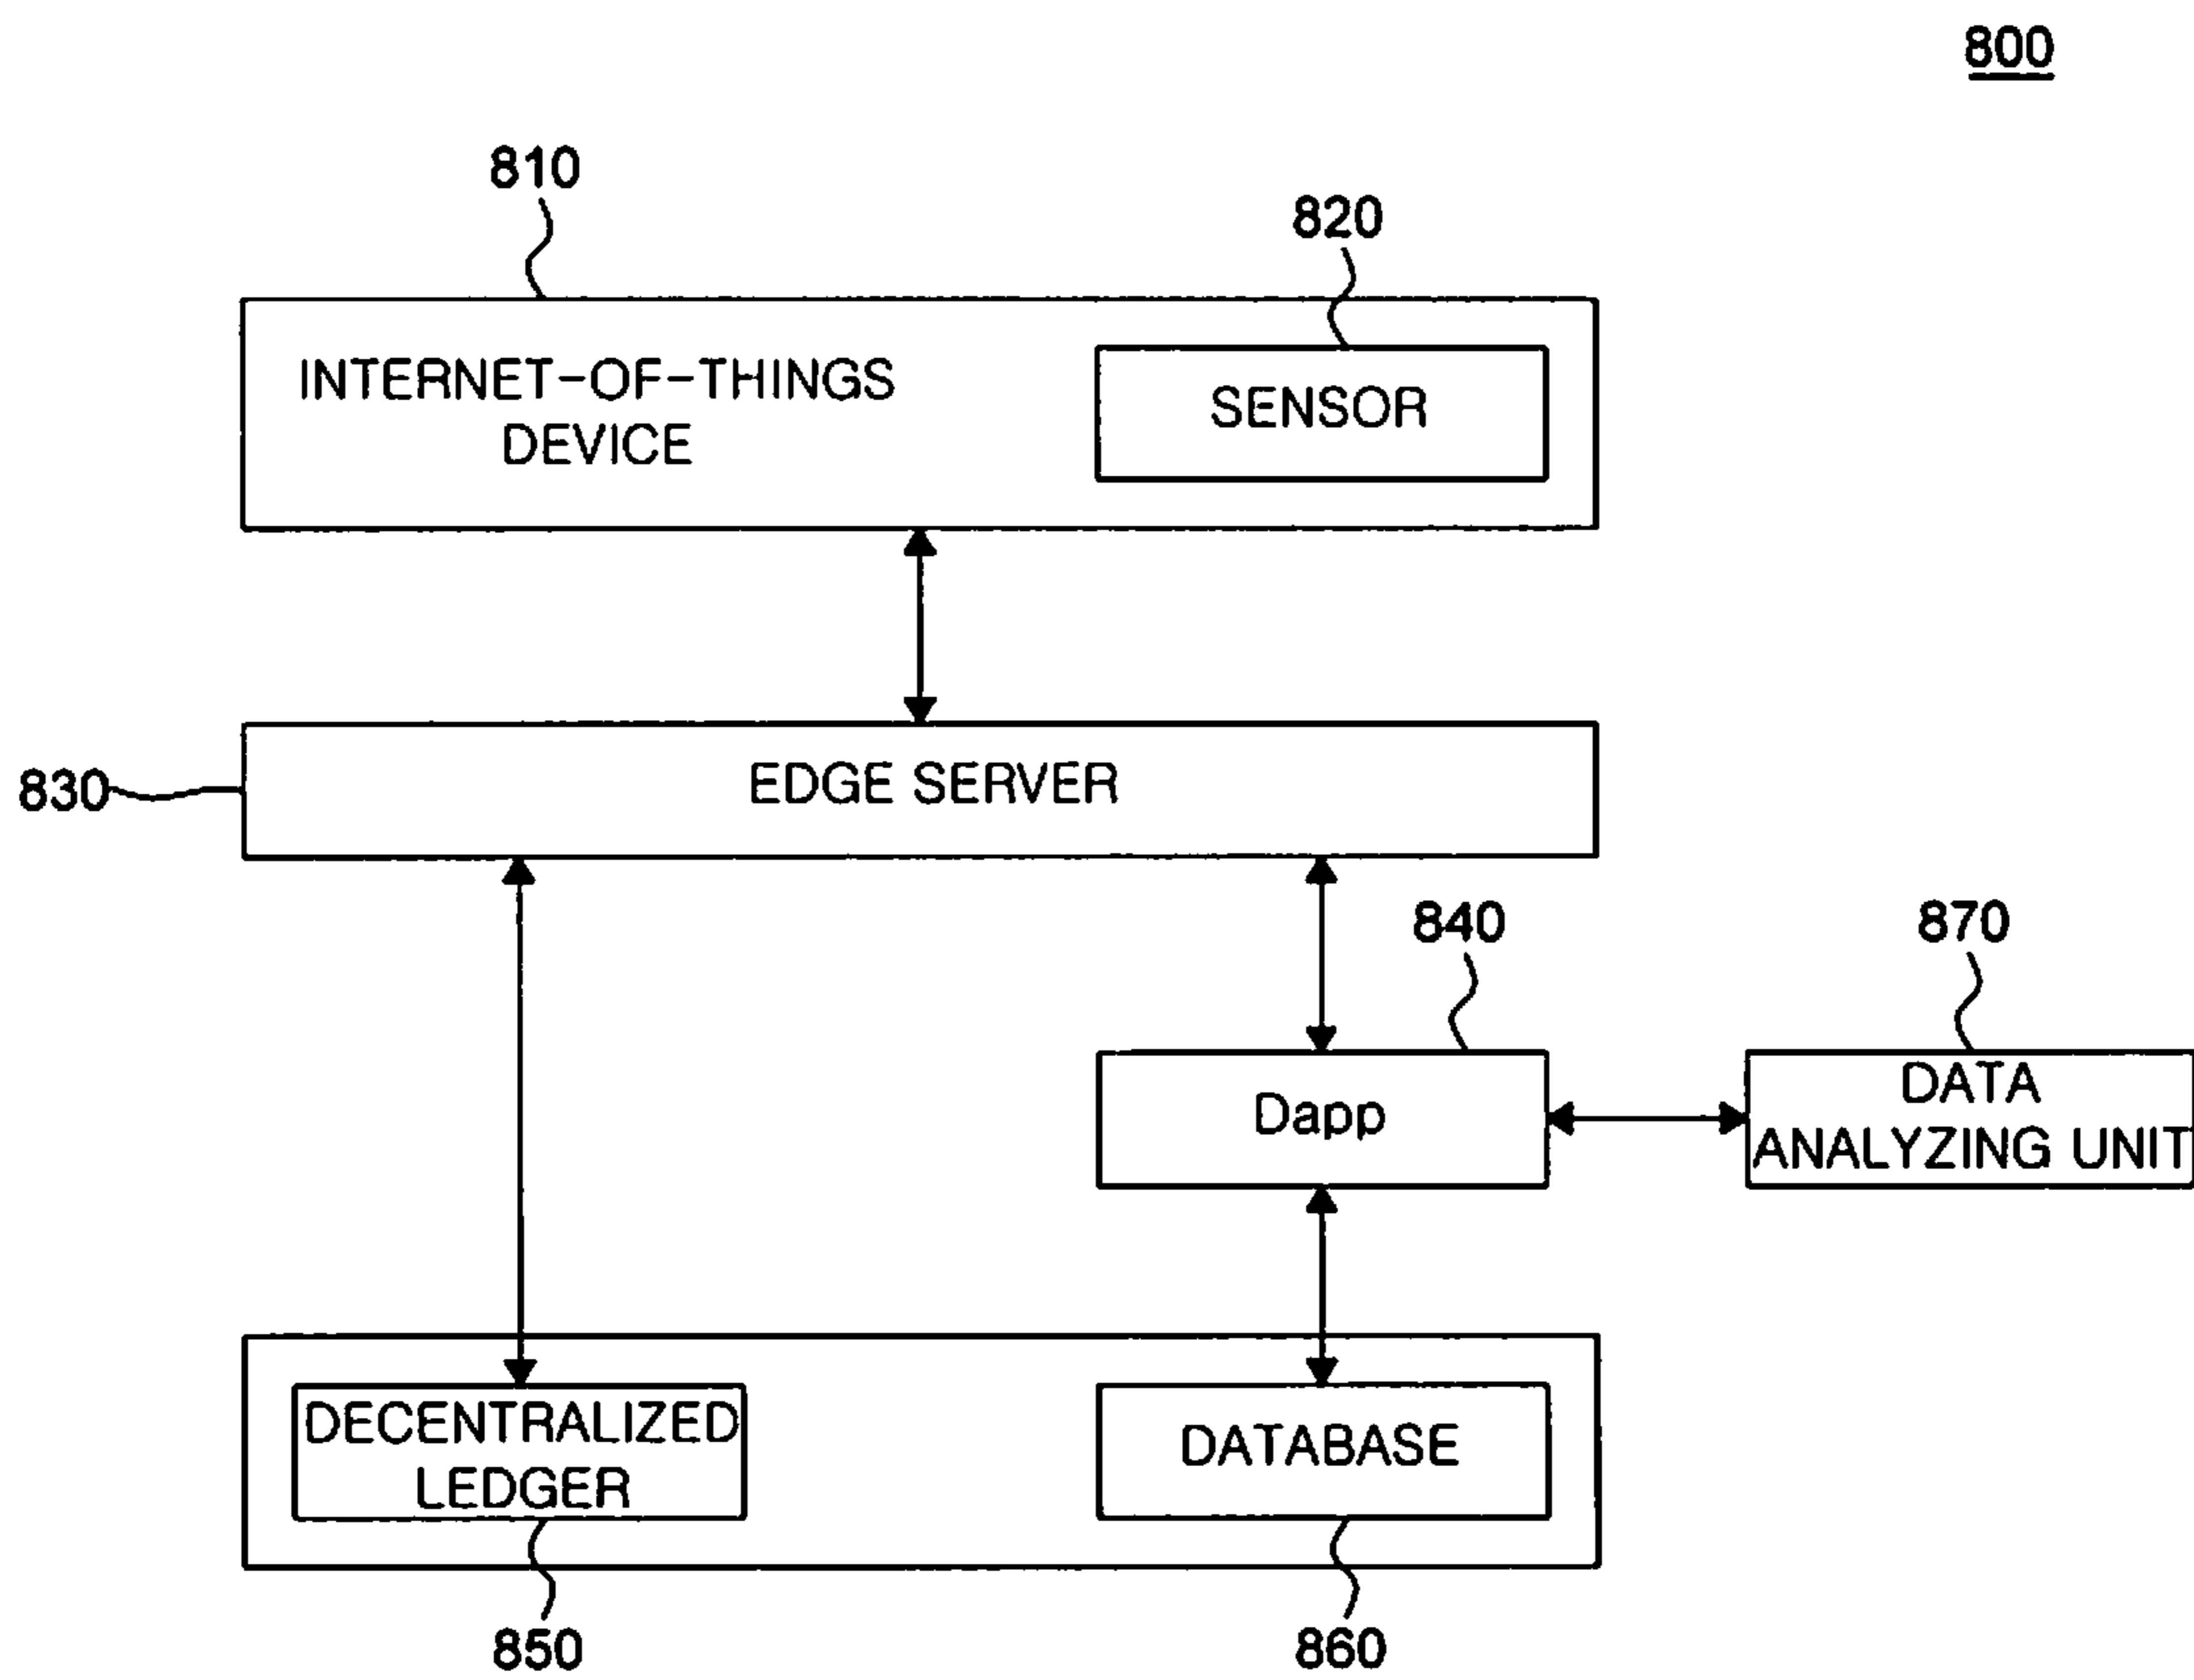 800
810
820
INTERNET-OF-THINGS
DEVICE
SENSOR
830
EDGE SERVER
840
870
Dapp
DATA
ANALYZING UNIT
DECENTRALIZED
LEDGER
DATABASE
850
860